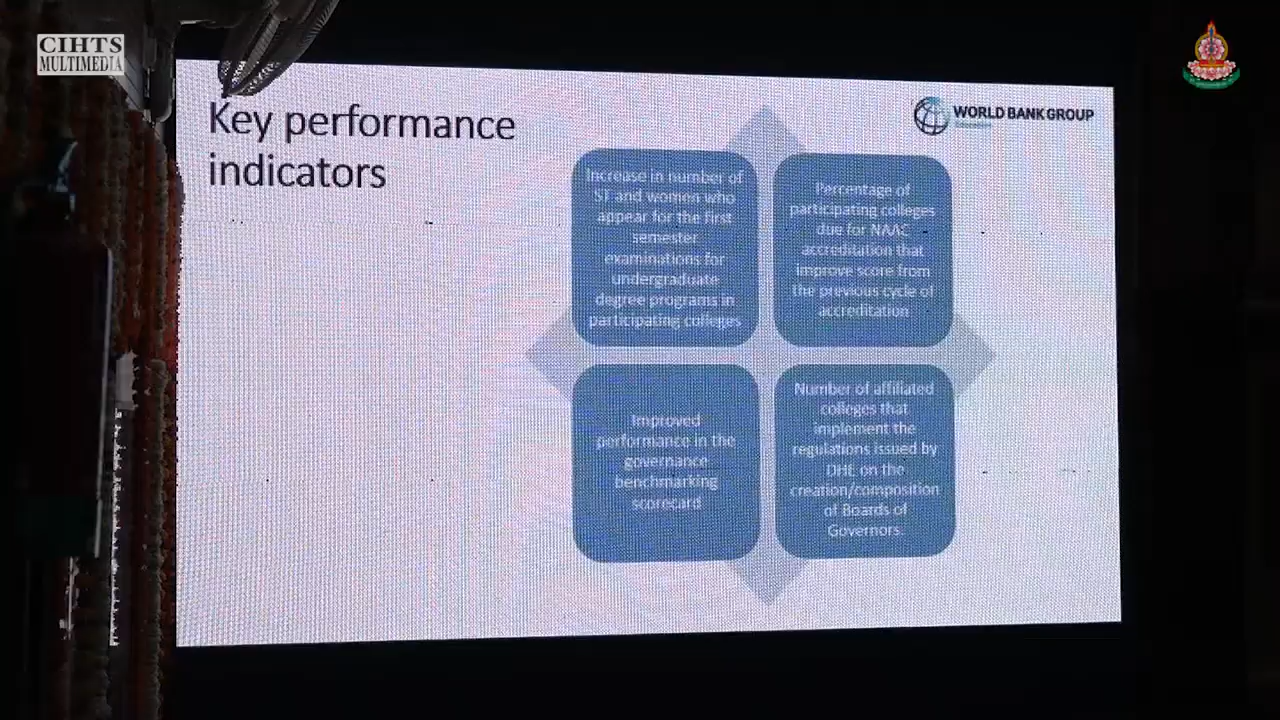 CIHTS
MULTIMEDIA
Key performance
indicators
WORLD BANK GROUP
Increase in number of
ST and women who
appear for the first
semester
examinations for
undergraduate
degree programs in
participating colleges
Percentage of
participating colleges
due for NAAC
accreditation that
improve score from
the previous cycle of
accreditation
Improved
performance in the
governance
benchmarking
scorecard
Number of affiliated
colleges that
implement the
regulations issued by
DHE on the
creation/composition
of Boards of
Governors.